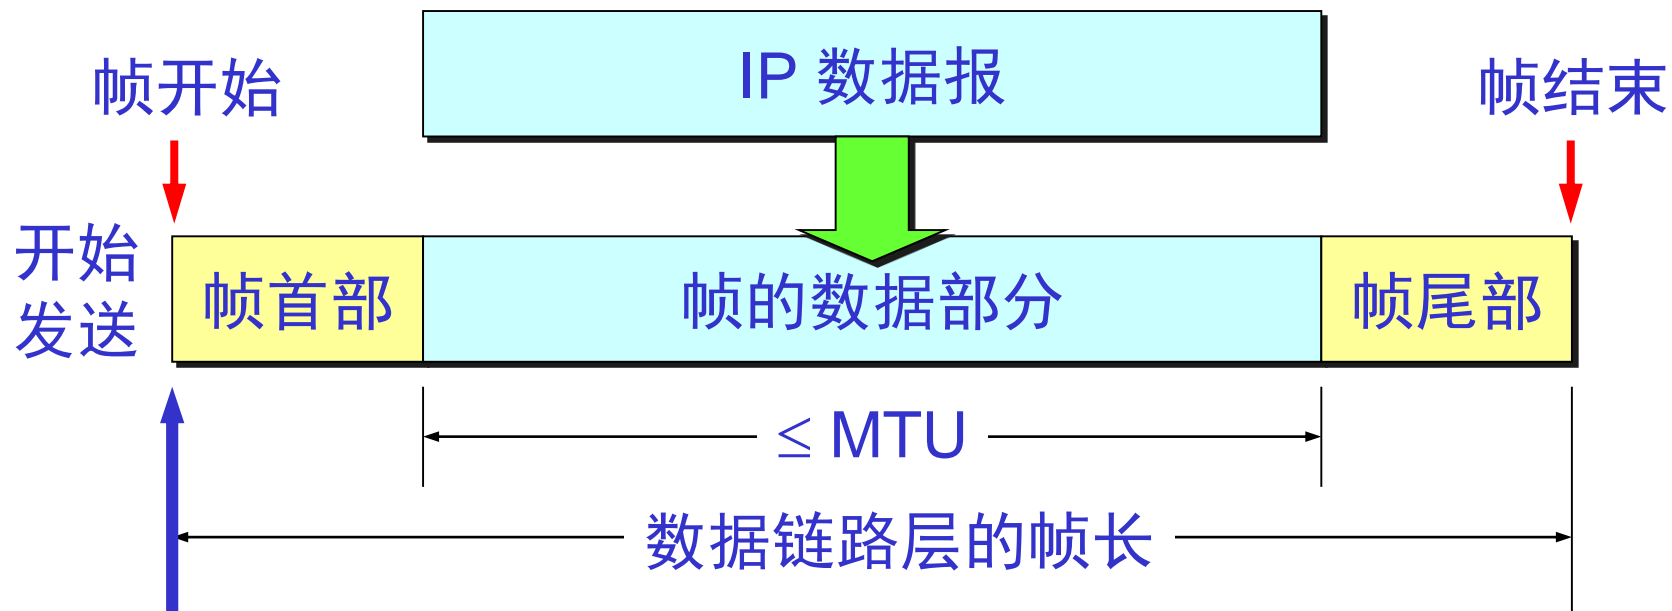 IP 数据报
帧开始
帧结束
开始
发送
帧首部
帧的数据部分
帧尾部
≤ MTU
数据链路层的帧长